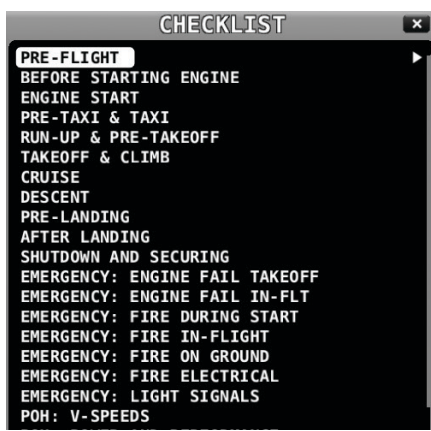 CHECKLIST
PRE-FLIGHT
BEFORE STARTING ENGINE
ENGINE START
PRE-TAXI & TAXI
RUN-UP & PRE-TAKEOFF
TAKEOFF & CLIMB
CRUISE
DESCENT
PRE-LANDING
AFTER LANDING
SHUTDOWN AND SECURING
EMERGENCY: ENGINE FAIL TAKEOFF
EMERGENCY: ENGINE FAIL IN-FLT
EMERGENCY: FIRE DURING START
EMERGENCY: FIRE IN-FLIGHT
EMERGENCY: FIRE ON GROUND
EMERGENCY: FIRE ELECTRICAL
EMERGENCY: LIGHT SIGNALS
POH: V-SPEEDS